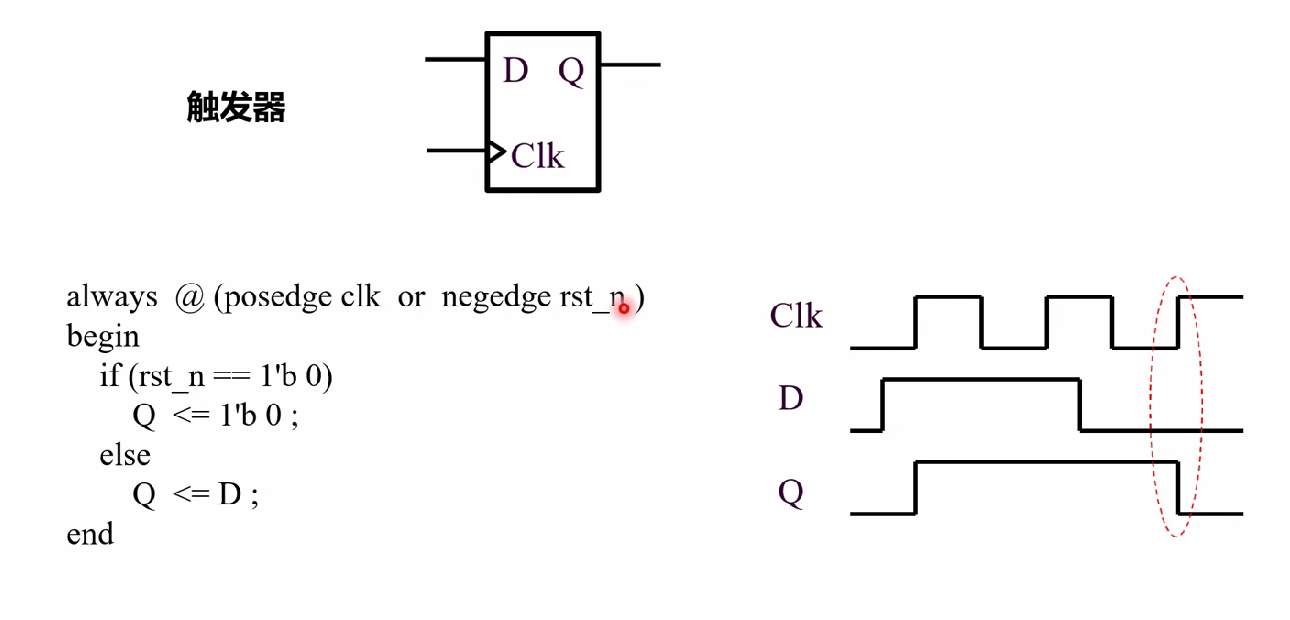 D Q
触发器
Clk
always @ (posedge clk or negedge rst_n )
begin
if (rst_n == 1'b 0)
Q <= 1'b 0 ;
else
Q <= D ;
end
Clk
D
Q